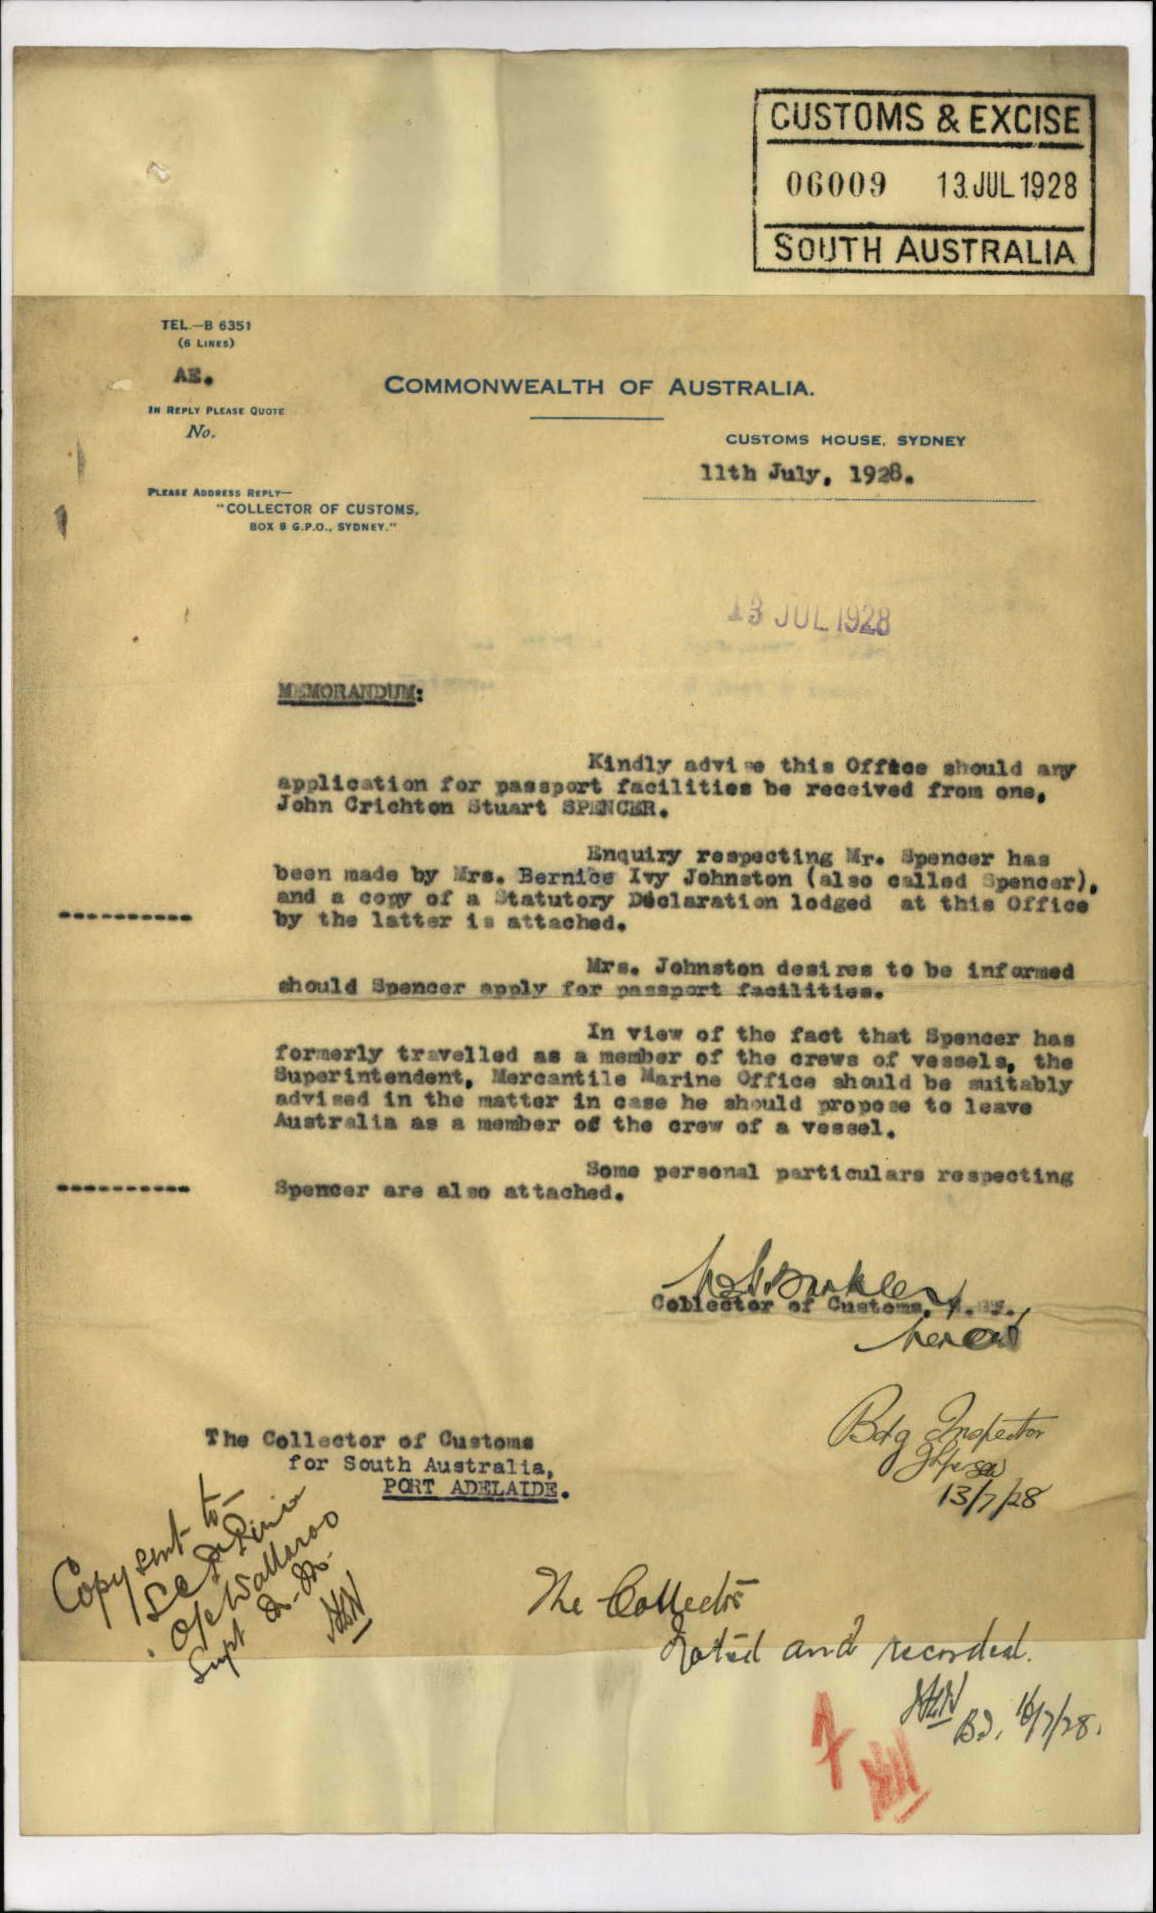 CUSTOMS & EXCISE
06009 13 JUL 1928
SOUTH AUSTRALIA
TEL.—B 6351
(6 LINES)
AE.
COMMONWEALTH OF AUSTRALIA.
IN REPLY PLEASE QUOTE
No.
CUSTOMS HOUSE, SYDNEY
11th July, 1928.
PLEASE ADDRESS REPLY—
"COLLECTOR OF CUSTOMS,
BOX 8 G.P.O., SYDNEY."
13 JUL 1928
MEMORANDUM:
Kindly advise this Office should any
application for passport facilities be received from one,
John Crichton Stuart SPENCER.
Enquiry respecting Mr. Spencer has
been made by Mrs. Bernice Ivy Johnston (also called Spencer),
and a copy of a Statutory Declaration lodged at this Office
by the latter is attached.
Mrs. Johnston desires to be informed
should Spencer apply for passport facilities.
In view of the fact that Spencer has
formerly travelled as a member of the crews of vessels, the
Superintendent, Mercantile Marine Office should be suitably
advised in the matter in case he should propose to leave
Australia as a member of the crew of a vessel.
Some personal particulars respecting
Spencer are also attached.
Collector of Customs,
Bdg Inspector
13/7/28
The Collector of Customs
for South Australia,
PORT ADELAIDE.
Copy sent to—
S C Pt Pirie
O/c Wallaroo
Supt M.M.
The Collector
Noted and recorded.
B.I. 16/7/28.